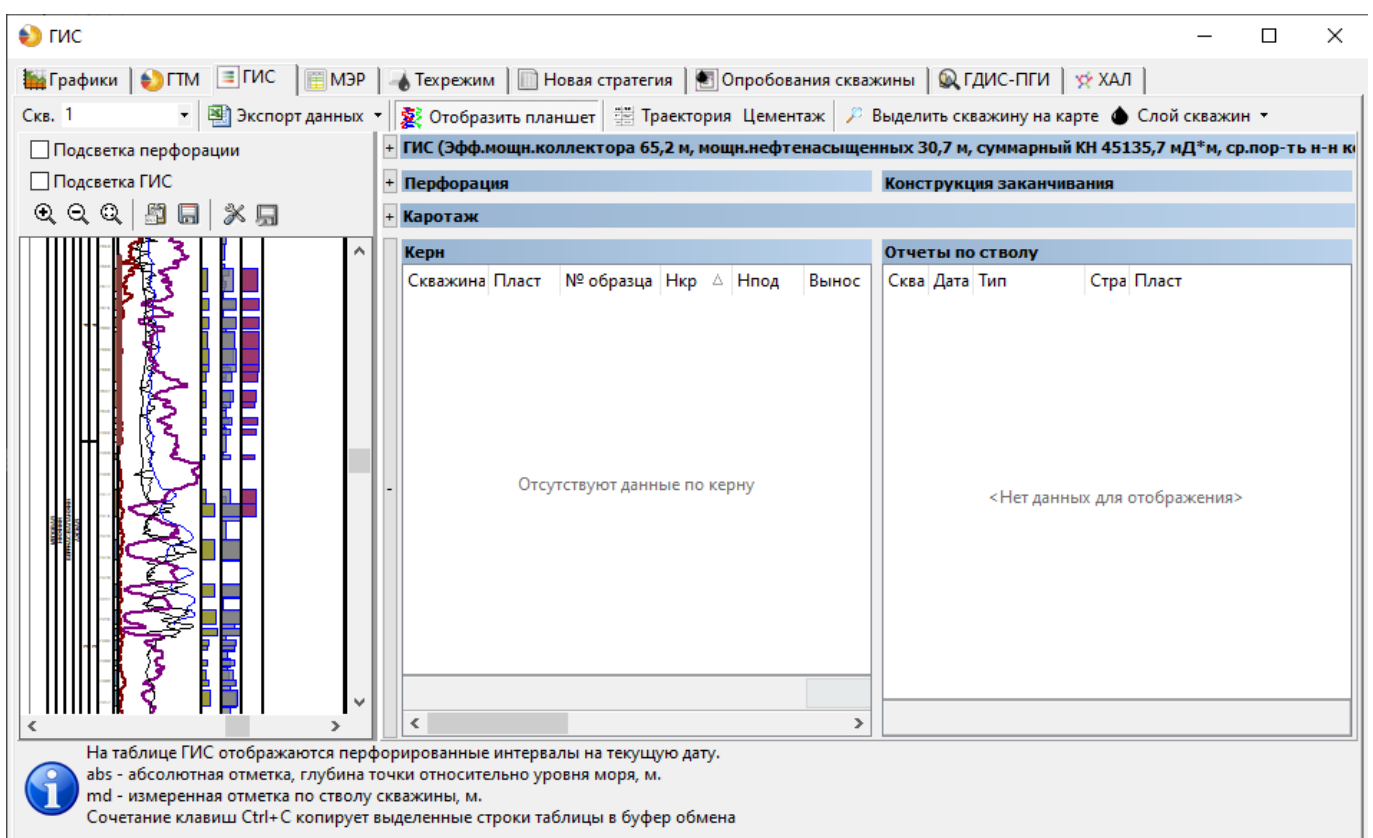 ГИС
Графики ГТМ ГИС МЭР Техрежим Новая стратегия Опробования скважины ГДИС-ПГИ ХАЛ
Скв. 1 Экспорт данных Отобразить планшет Траектория Цементаж Выделить скважину на карте Слой скважин
Подсветка перфорации
Подсветка ГИС
+ ГИС (Эфф.мощн.коллектора 65,2 м, мощн.нефтенасыщенных 30,7 м, суммарный КН 45135,7 мД*м, ср.пор-ть н-н
+ Перфорация Конструкция заканчивания
+ Каротаж
Керн Отчеты по стволу
Скважина Пласт № образца Нкр Нпод Вынос Сква Дата Тип Стра Пласт
Отсутствуют данные по керну
<Нет данных для отображения>
На таблице ГИС отображаются перфорированные интервалы на текущую дату.
abs - абсолютная отметка, глубина точки относительно уровня моря, м.
md - измеренная отметка по стволу скважины, м.
Сочетание клавиш Ctrl+C копирует выделенные строки таблицы в буфер обмена